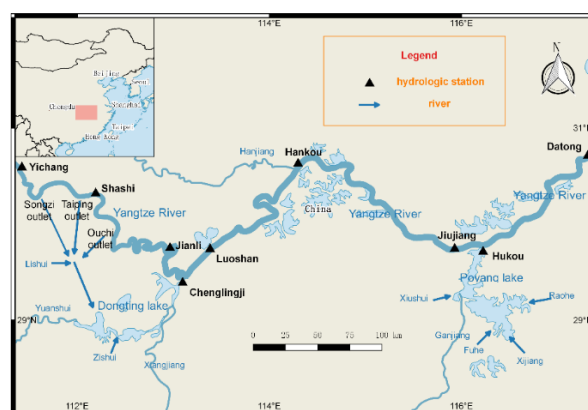 114°E
116°E
Beijing
Seoul
Chengdu
Shanghai
Taipei
Hong Kong
Legend
hydrologic station
river
N
31°N
Yichang
Shashi
Songzi
outlet
Taiping
outlet
Ouchi
outlet
Yangtze River
Lishui
Jianli
Luoshan
Chenglingji
Yuanshui
Dongting lake
Zishui
Xiangjiang
29°N
Hanjiang
Hankou
China
Yangtze River
Jiujiang
Hukou
Datong
Yangtze River
Poyang lake
Xiushui
Raohe
Ganjiang
Fuhe
Xijiang
0 25 50 75 100 km
29°N
112°E
114°E
116°E